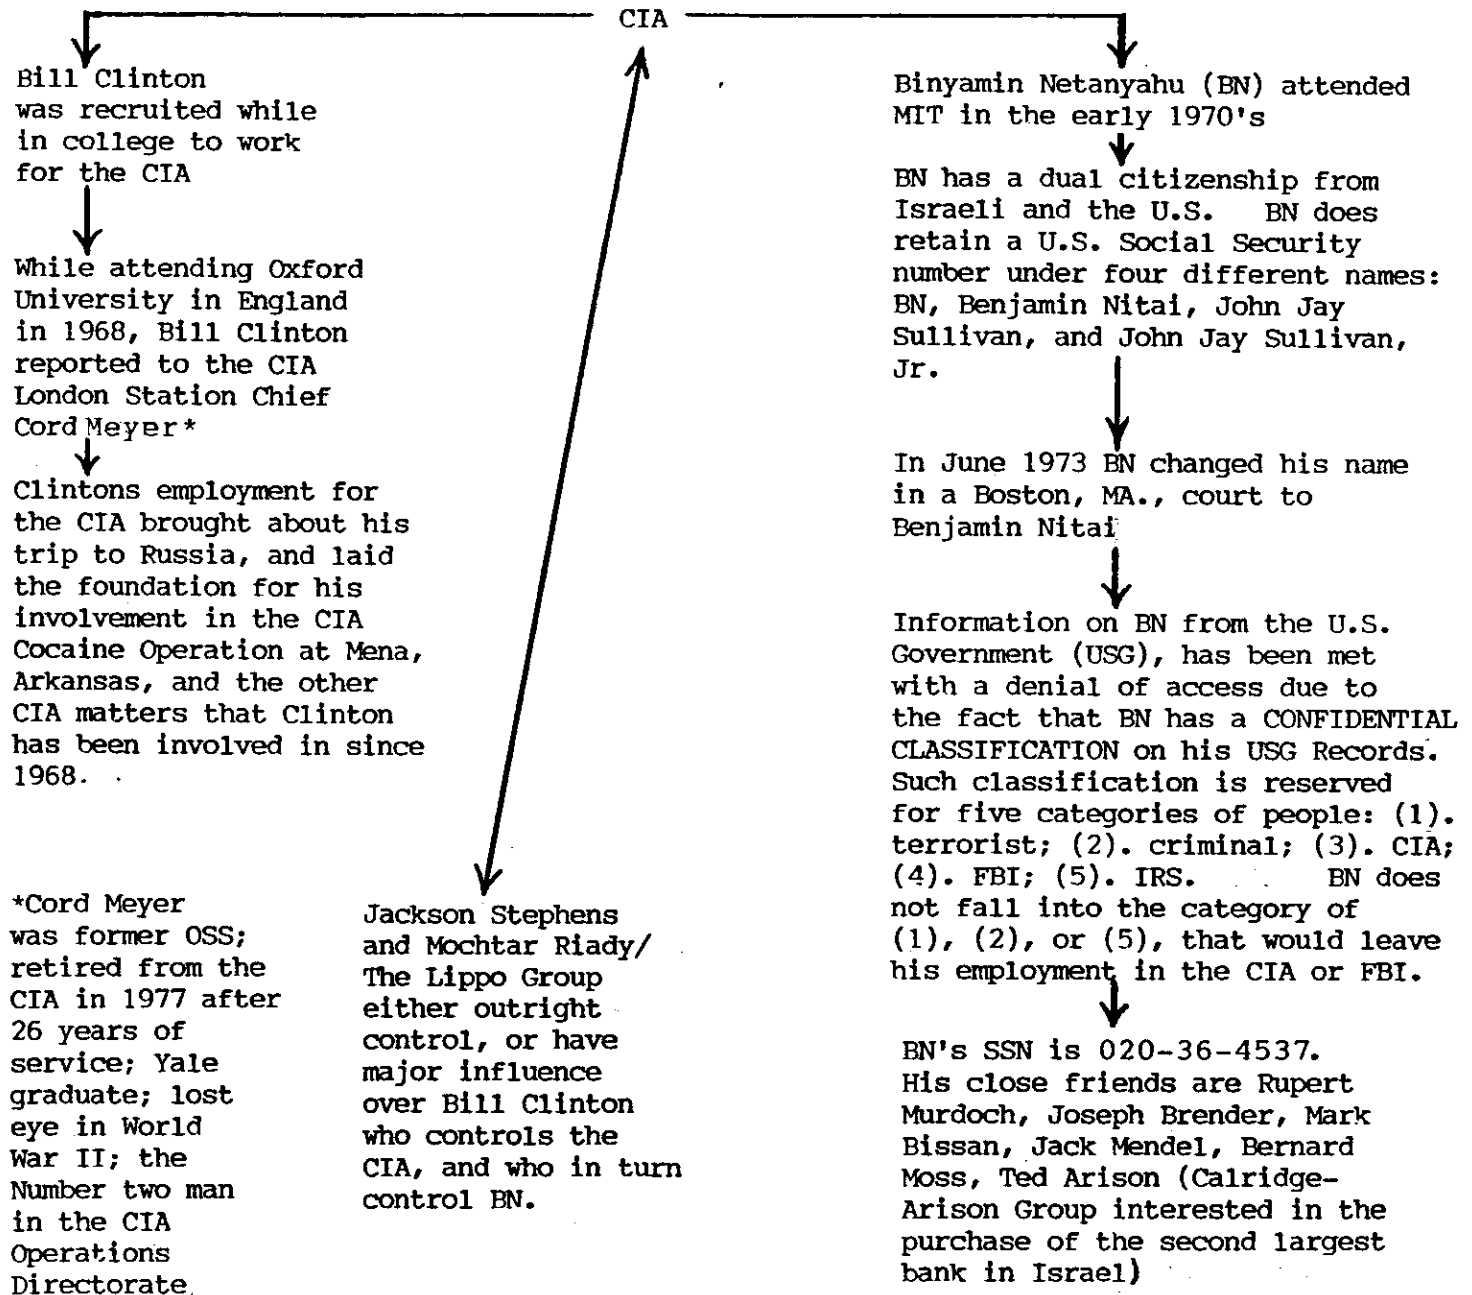 CIA
Bill Clinton
was recruited while
in college to work
for the CIA
While attending Oxford
University in England
in 1968, Bill Clinton
reported to the CIA
London Station Chief
Cord Meyer*
Clintons employment for
the CIA brought about his
trip to Russia, and laid
the foundation for his
involvement in the CIA
Cocaine Operation at Mena,
Arkansas, and the other
CIA matters that Clinton
has been involved in since
1968.
*Cord Meyer
was former OSS;
retired from the
CIA in 1977 after
26 years of
service; Yale
graduate; lost
eye in World
War II; the
Number two man
in the CIA
Operations
Directorate
Jackson Stephens
and Mochtar Riady/
The Lippo Group
either outright
control, or have
major influence
over Bill Clinton
who controls the
CIA, and who in turn
control BN.
Binyamin Netanyahu (BN) attended
MIT in the early 1970's
BN has a dual citizenship from
Israeli and the U.S. BN does
retain a U.S. Social Security
number under four different names:
BN, Benjamin Nitai, John Jay
Sullivan, and John Jay Sullivan,
Jr.
In June 1973 BN changed his name
in a Boston, MA., court to
Benjamin Nitai
Information on BN from the U.S.
Government (USG), has been met
with a denial of access due to
the fact that BN has a CONFIDENTIAL
CLASSIFICATION on his USG Records.
Such classification is reserved
for five categories of people: (1).
terrorist; (2). criminal; (3). CIA;
(4). FBI; (5). IRS. BN does
not fall into the category of
(1), (2), or (5), that would leave
his employment in the CIA or FBI.
BN's SSN is 020-36-4537.
His close friends are Rupert
Murdoch, Joseph Brender, Mark
Bissan, Jack Mendel, Bernard
Moss, Ted Arison (Calridge-
Arison Group interested in the
purchase of the second largest
bank in Israel)